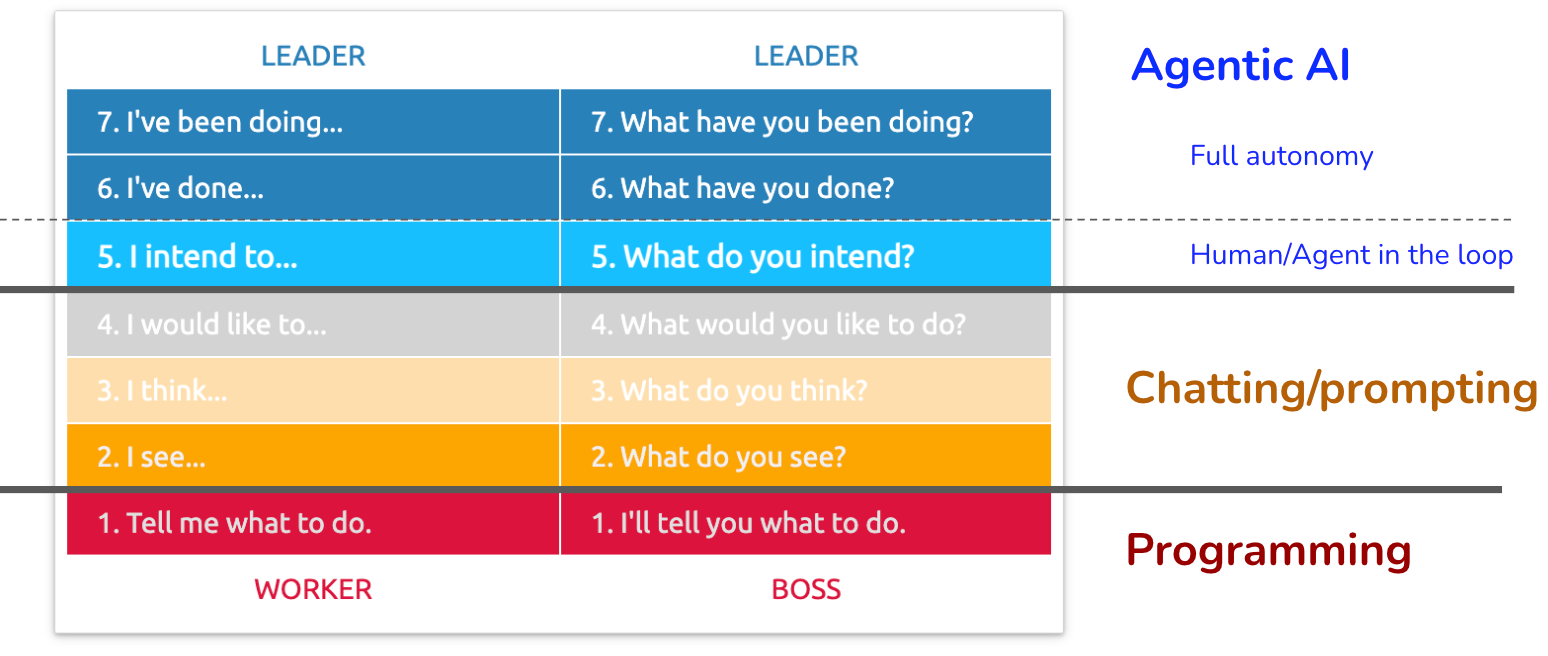 LEADER
LEADER
Agentic AI
7. I've been doing...
7. What have you been doing?
Full autonomy
6. I've done...
6. What have you done?
5. I intend to...
5. What do you intend?
Human/Agent in the loop
4. I would like to...
4. What would you like to do?
3. I think...
3. What do you think?
Chatting/prompting
2. I see...
2. What do you see?
1. Tell me what to do.
1. I'll tell you what to do.
Programming
WORKER
BOSS